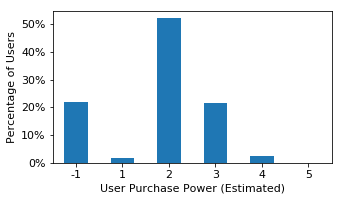 50%
40%
30%
20%
10%
0%
Percentage of Users
-1 1 2 3 4 5
User Purchase Power (Estimated)